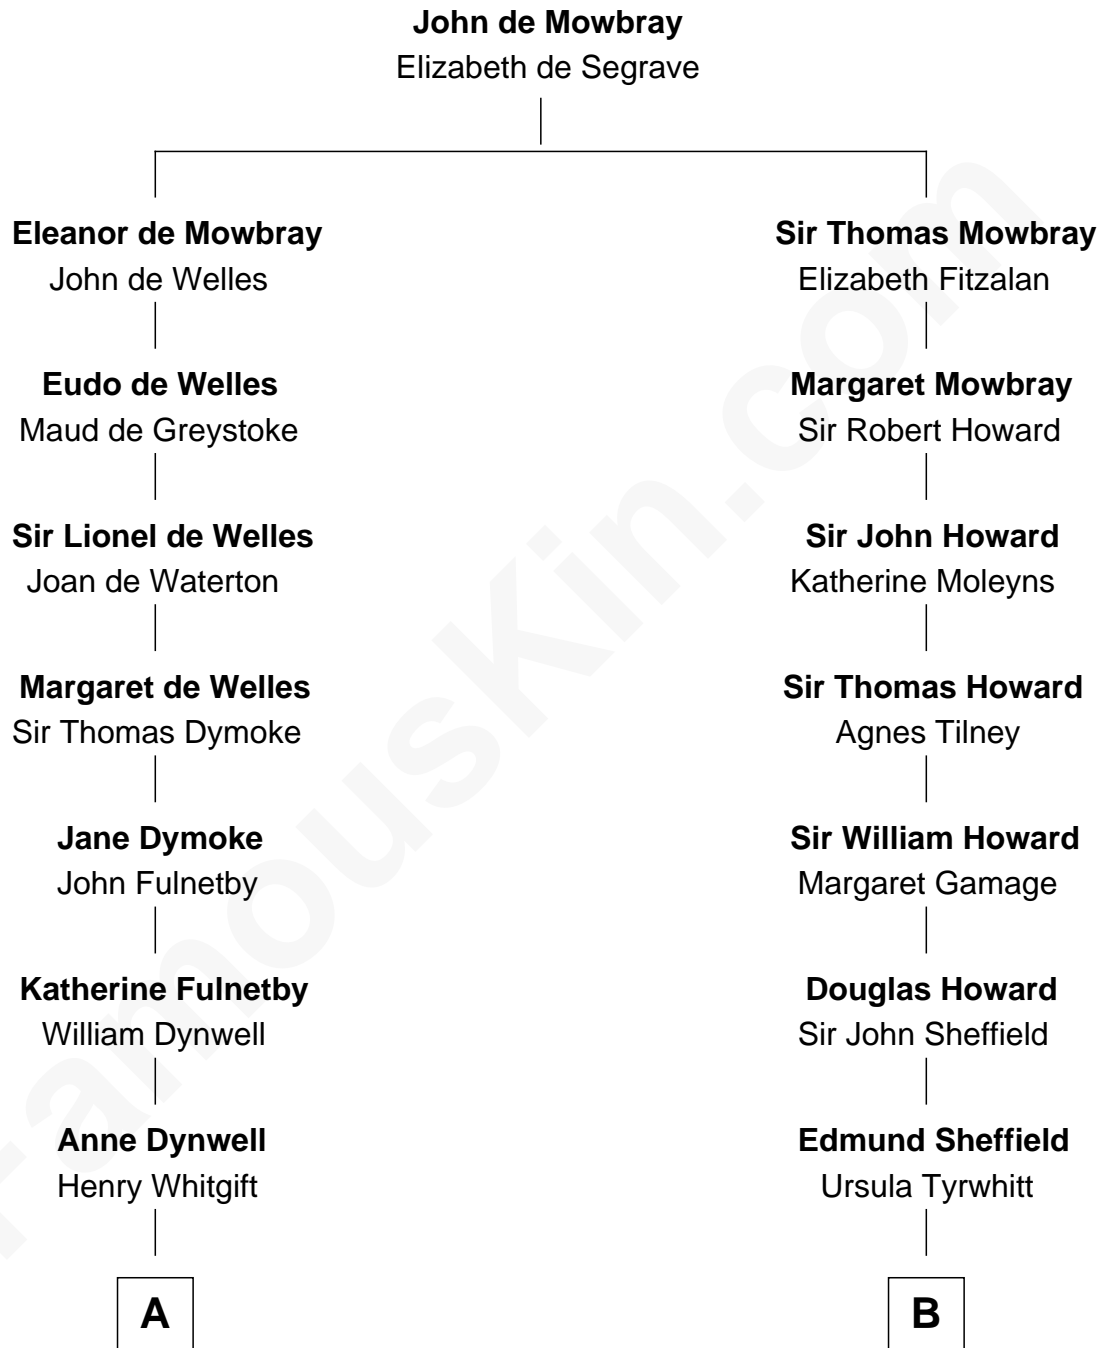 John de Mowbray
Elizabeth de Segrave
Eleanor de Mowbray
John de Welles
Eudo de Welles
Maud de Greystoke
Sir Lionel de Welles
Joan de Waterton
Margaret de Welles
Sir Thomas Dymoke
Jane Dymoke
John Fulnetby
Katherine Fulnetby
William Dynwell
Anne Dynwell
Henry Whitgift
A
Sir Thomas Mowbray
Elizabeth Fitzalan
Margaret Mowbray
Sir Robert Howard
Sir John Howard
Katherine Moleyns
Sir Thomas Howard
Agnes Tilney
Sir William Howard
Margaret Gamage
Douglas Howard
Sir John Sheffield
Edmund Sheffield
Ursula Tyrwhitt
B
FamousKin.com